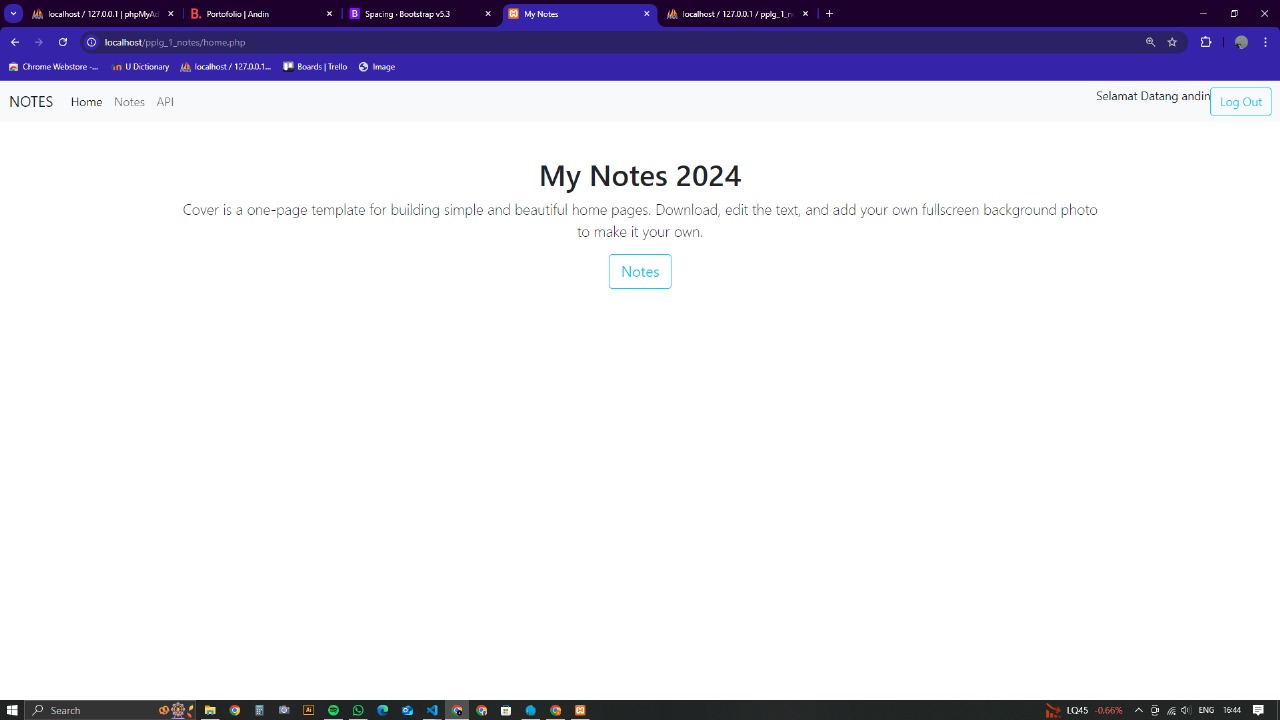 localhost / 127.0.0.1 | phpMyAd
Portofolio | Andin
Spacing · Bootstrap v5.3
My Notes
localhost / 127.0.0.1 / pplg_1_n
localhost/pplg_1_notes/home.php
Chrome Webstore -...
U Dictionary
localhost / 127.0.0.1...
Boards | Trello
Image
NOTES
Home
Notes
API
Selamat Datang andin
Log Out
My Notes 2024
Cover is a one-page template for building simple and beautiful home pages. Download, edit the text, and add your own fullscreen background photo
to make it your own.
Notes
Search
LQ45 -0.66%
ENG
16:44